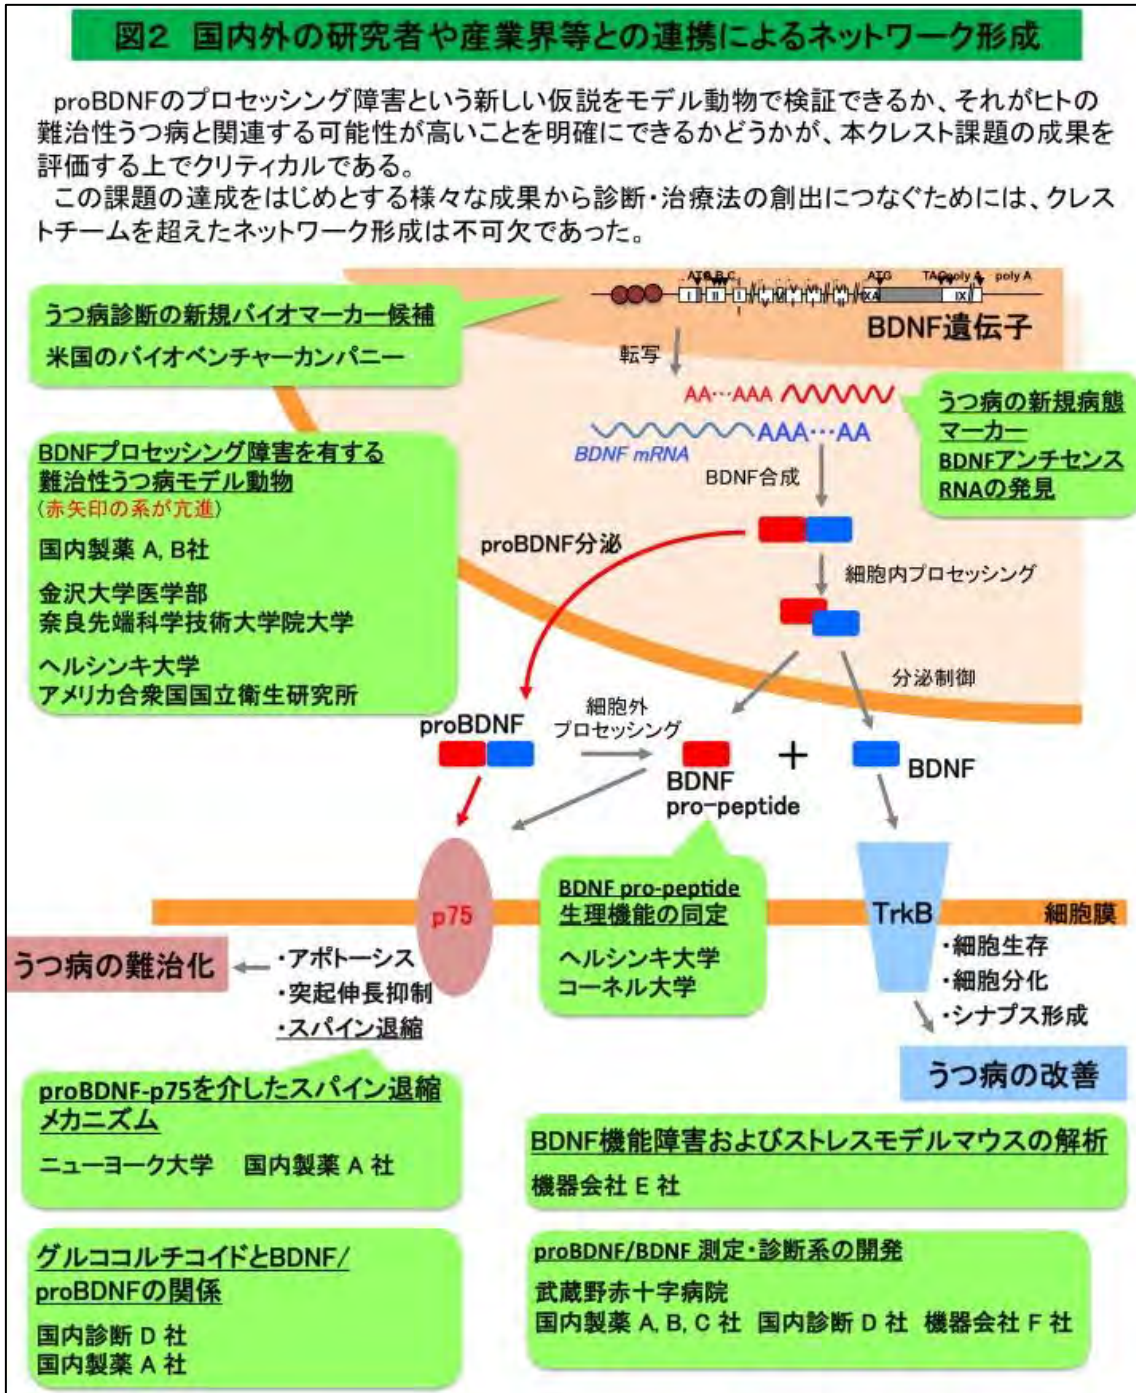 図2 国内外の研究者や産業界等との連携によるネットワーク形成
proBDNFのプロセッシング障害という新しい仮説をモデル動物で検証できるか、それがヒトの
難治性うつ病と関連する可能性が高いことを明確にできるかどうかが、本クレスト課題の成果を
評価する上でクリティカルである。
この課題の達成をはじめとする様々な成果から診断・治療法の創出につなぐためには、クレス
トチームを超えたネットワーク形成は不可欠であった。
ATG
TAG
poly A
poly A
I
II
IXA
IX
BDNF遺伝子
うつ病診断の新規バイオマーカー候補
米国のバイオベンチャーカンパニー
転写
AA…AAA
BDNF mRNA
AAA…AA
うつ病の新規病態
マーカー
BDNFアンチセンス
RNAの発見
BDNF合成
BDNFプロセッシング障害を有する
難治性うつ病モデル動物
(赤矢印の系が亢進)
国内製薬 A, B社
金沢大学医学部
奈良先端科学技術大学院大学
ヘルシンキ大学
アメリカ合衆国国立衛生研究所
proBDNF分泌
細胞内プロセッシング
分泌制御
proBDNF
細胞外
プロセッシング
BDNF
pro-peptide
+
BDNF
p75
BDNF pro-peptide
生理機能の同定
ヘルシンキ大学
コーネル大学
TrkB
細胞膜
うつ病の難治化
・アポトーシス
・突起伸長抑制
・スパイン退縮
・細胞生存
・細胞分化
・シナプス形成
うつ病の改善
proBDNF-p75を介したスパイン退縮
メカニズム
ニューヨーク大学 国内製薬 A 社
BDNF機能障害およびストレスモデルマウスの解析
機器会社 E 社
グルココルチコイドとBDNF/
proBDNFの関係
国内診断 D 社
国内製薬 A 社
proBDNF/BDNF 測定・診断系の開発
武蔵野赤十字病院
国内製薬 A, B, C 社 国内診断 D 社 機器会社 F 社